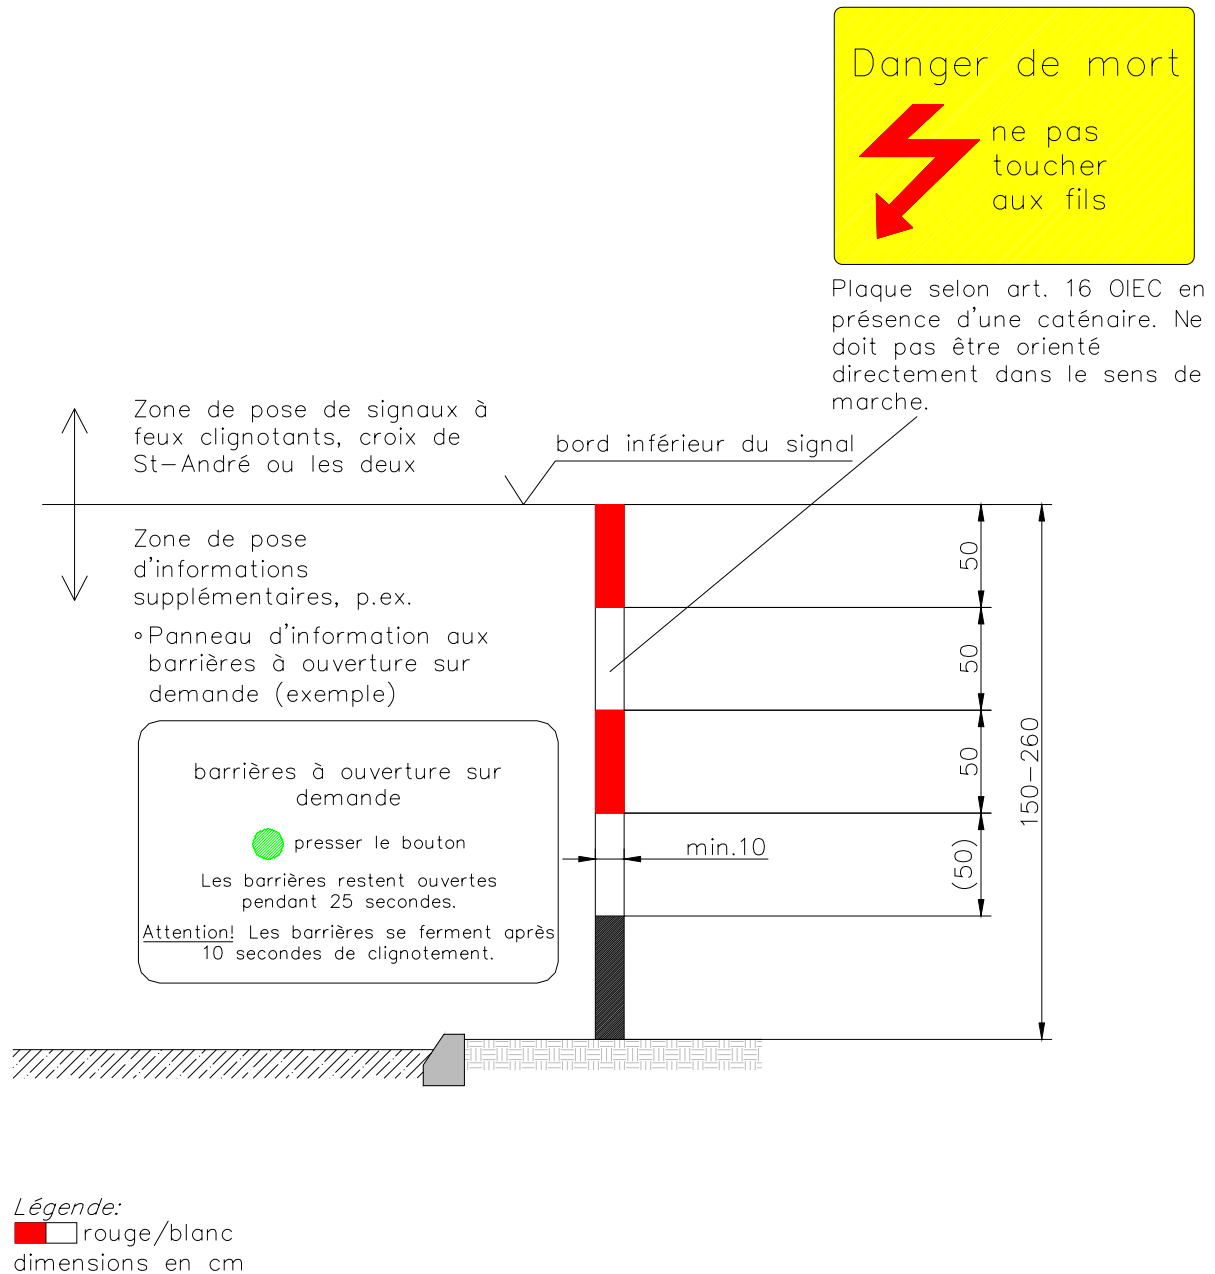 Danger de mort
ne pas
toucher
aux fils
Plaque selon art. 16 OIEC en
présence d'une caténaire. Ne
doit pas être orienté
directement dans le sens de
marche.
Zone de pose de signaux à
feux clignotants, croix de
St-André ou les deux
bord inférieur du signal
Zone de pose
d'informations
supplémentaires, p.ex.
°Panneau d'information aux
barrières à ouverture sur
demande (exemple)
barrières à ouverture sur
demande
presser le bouton
Les barrières restent ouvertes
pendant 25 secondes.
Attention! Les barrières se ferment après
10 secondes de clignotement.
50
50
50
(50)
150-260
min.10
Légende:
rouge/blanc
dimensions en cm